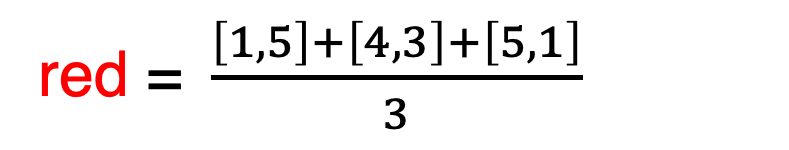 red = [1,5]+[4,3]+[5,1]
3